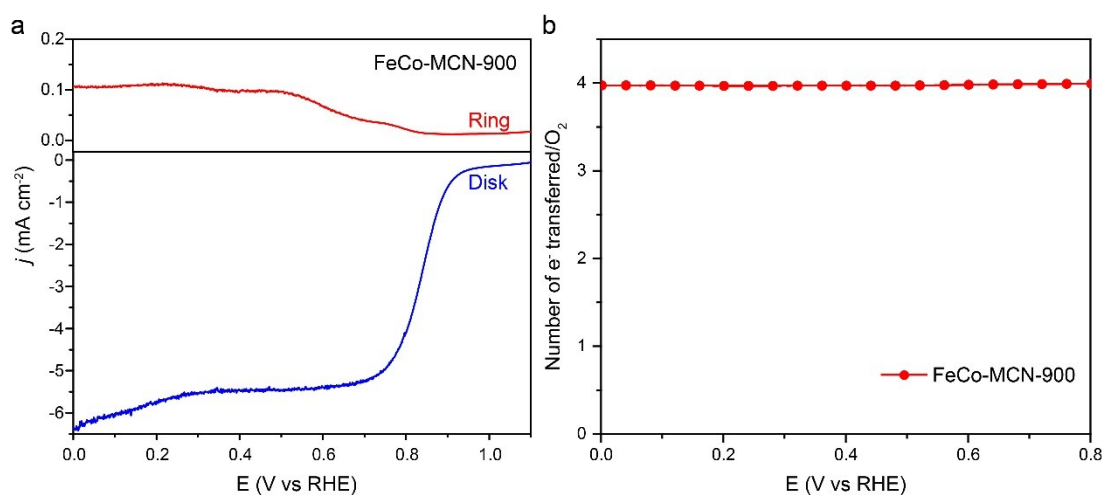 a
0.2
0.1
0.0
FeCo-MCN-900
Ring
0
-1
-2
-3
-4
-5
-6
Disk
j (mA cm⁻²)
0.0 0.2 0.4 0.6 0.8 1.0
E (V vs RHE)
b
Number of e⁻ transferred/O₂
4
3
2
1
0
FeCo-MCN-900
0.0 0.2 0.4 0.6 0.8
E (V vs RHE)